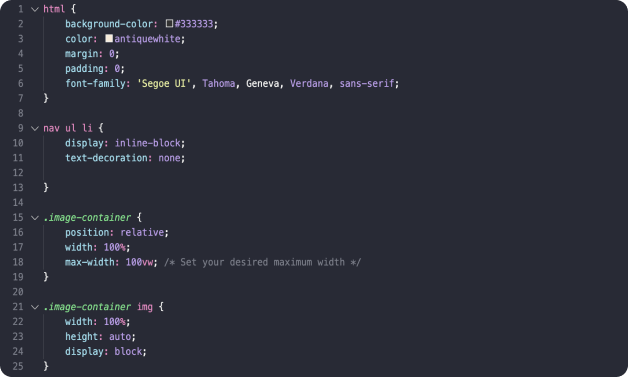 1 html {
2     background-color: #333333;
3     color: antiquewhite;
4     margin: 0;
5     padding: 0;
6     font-family: 'Segoe UI', Tahoma, Geneva, Verdana, sans-serif;
7 }
8
9 nav ul li {
10     display: inline-block;
11     text-decoration: none;
12
13 }
14
15 .image-container {
16     position: relative;
17     width: 100%;
18     max-width: 100vw; /* Set your desired maximum width */
19 }
20
21 .image-container img {
22     width: 100%;
23     height: auto;
24     display: block;
25 }